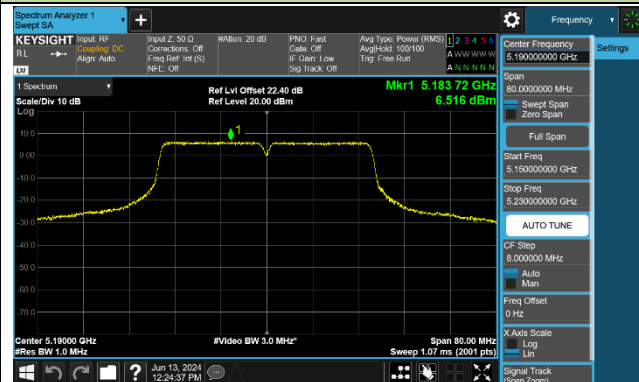 Spectrum Analyzer 1
Swept SA
Frequency
KEYSIGHT
RL
LXI
Input: RF
Coupling: DC
Align: Auto
Input Z: 50 Ω
Corrections: Off
Freq Ref: Int (S)
NFE: Off
#Atten: 20 dB
PNO: Fast
Gate: Off
IF Gain: Low
Sig Track: Off
Avg Type: Power (RMS)
Avg|Hold: 100/100
Trig: Free Run
1 2 3 4 5 6
A W W W W W
A N N N N N
Center Frequency
5.190000000 GHz
Settings
Span
80.0000000 MHz
Swept Span
Zero Span
Full Span
Start Freq
5.150000000 GHz
Stop Freq
5.230000000 GHz
AUTO TUNE
CF Step
8.000000 MHz
Auto
Man
Freq Offset
0 Hz
X Axis Scale
Log
Lin
Signal Track
(Span Zoom)
1 Spectrum
Scale/Div 10 dB
Log
Ref Lvl Offset 22.40 dB
Ref Level 20.00 dBm
Mkr1 5.183 72 GHz
6.516 dBm
1
10.0
0.00
-10.0
-20.0
-30.0
-40.0
-50.0
-60.0
-70.0
Center 5.19000 GHz
#Res BW 1.0 MHz
#Video BW 3.0 MHz*
Span 80.00 MHz
Sweep 1.07 ms (2001 pts)
?
Jun 13, 2024
12:24:37 PM